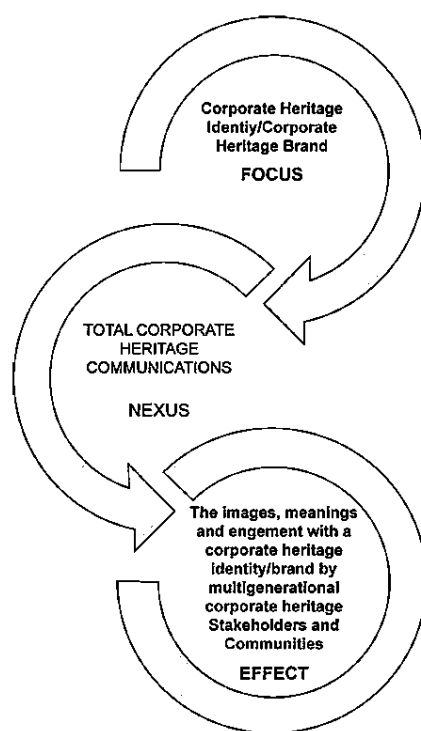 Corporate Heritage
Identiy/Corporate
Heritage Brand
FOCUS
TOTAL CORPORATE
HERITAGE
COMMUNICATIONS
NEXUS
The images, meanings
and engement with a
corporate heritage
identity/brand by
multigenerational
corporate heritage
Stakeholders and
Communities
EFFECT